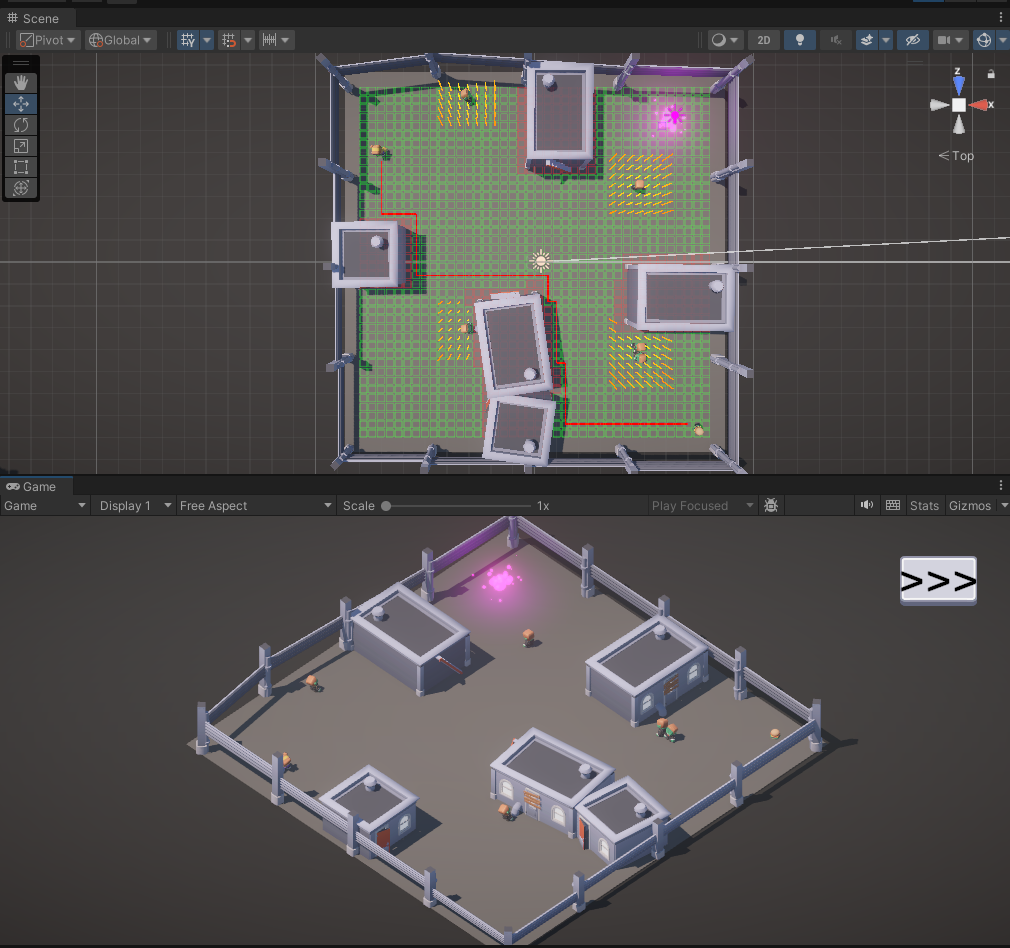 Scene
Pivot Global 2D
z
x
< Top
Game
Game Display 1 Free Aspect Scale 1x Play Focused Stats Gizmos
>>>